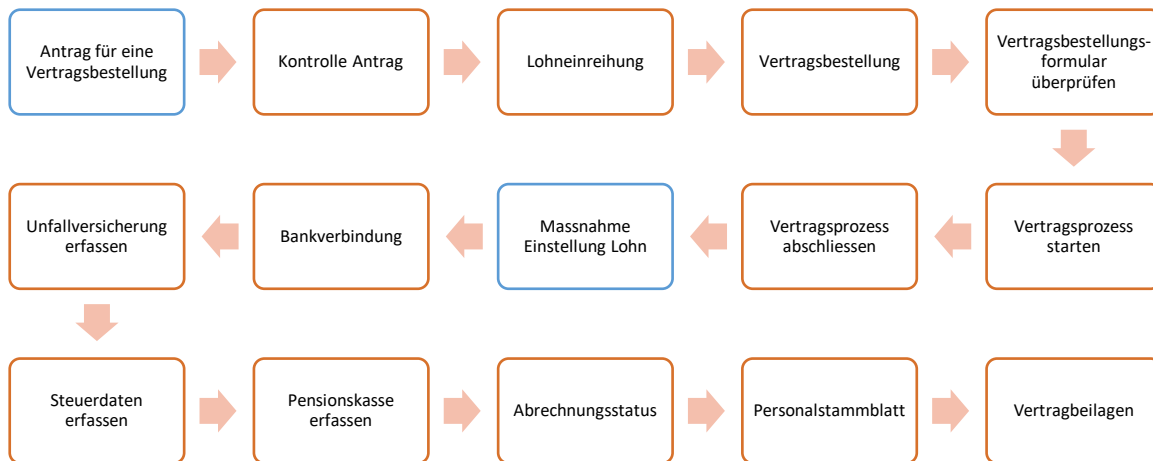 Antrag für eine
Vertragsbestellung
Kontrolle Antrag
Lohneinreihung
Vertragsbestellung
Vertragsbestellungs-
formular
überprüfen
Vertragsprozess
starten
Vertragsprozess
abschliessen
Massnahme
Einstellung Lohn
Bankverbindung
Unfallversicherung
erfassen
Steuerdaten
erfassen
Pensionskasse
erfassen
Abrechnungsstatus
Personalstammblatt
Vertragbeilagen